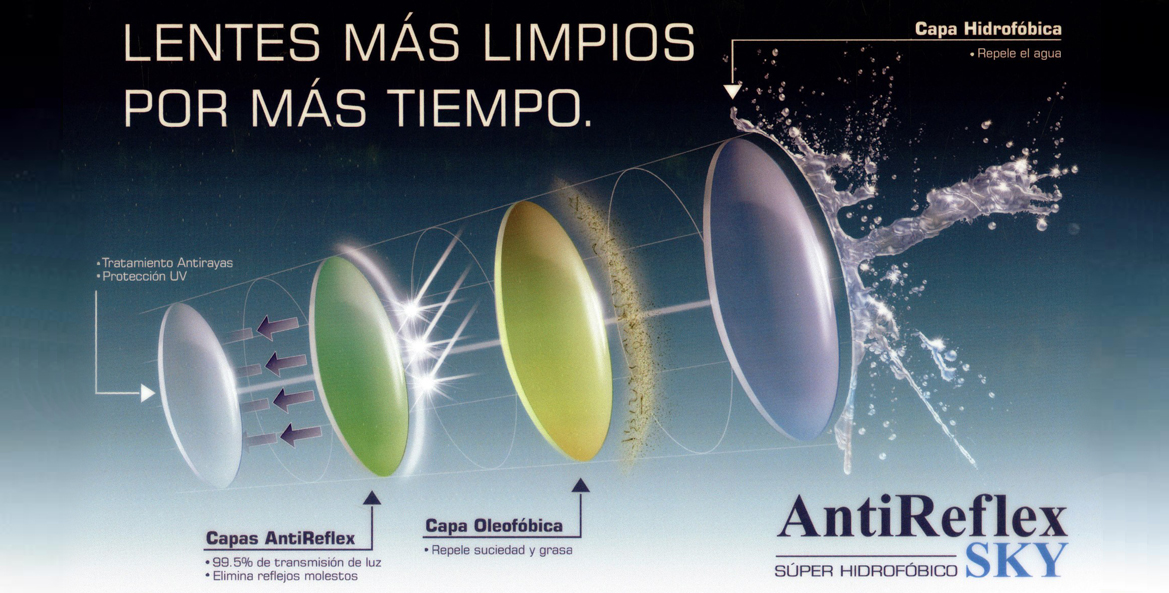 LENTES MÁS LIMPIOS
POR MÁS TIEMPO.
Capa Hidrofóbica
• Repele el agua
• Tratamiento Antirayas
• Protección UV
Capas AntiReflex
• 99.5% de transmisión de luz
• Elimina reflejos molestos
Capa Oleofóbica
• Repele suciedad y grasa
AntiReflex
SÚPER HIDROFÓBICO SKY